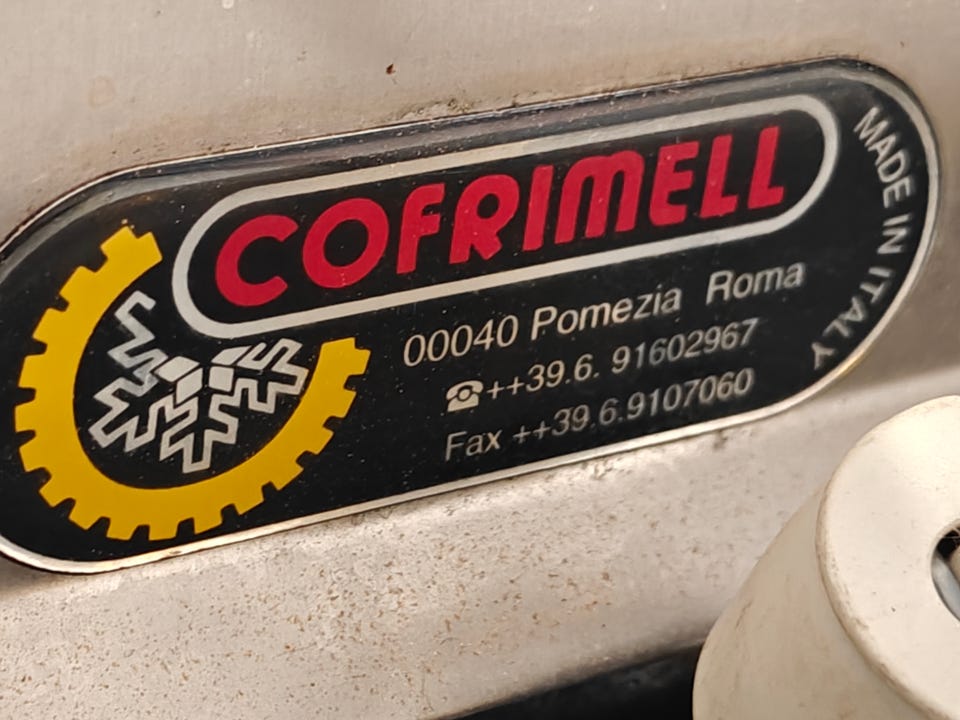 COFRIMELL
00040 Pomezia Roma
☎++39.6. 91602967
Fax ++39.6.9107060
MADE IN ITALY